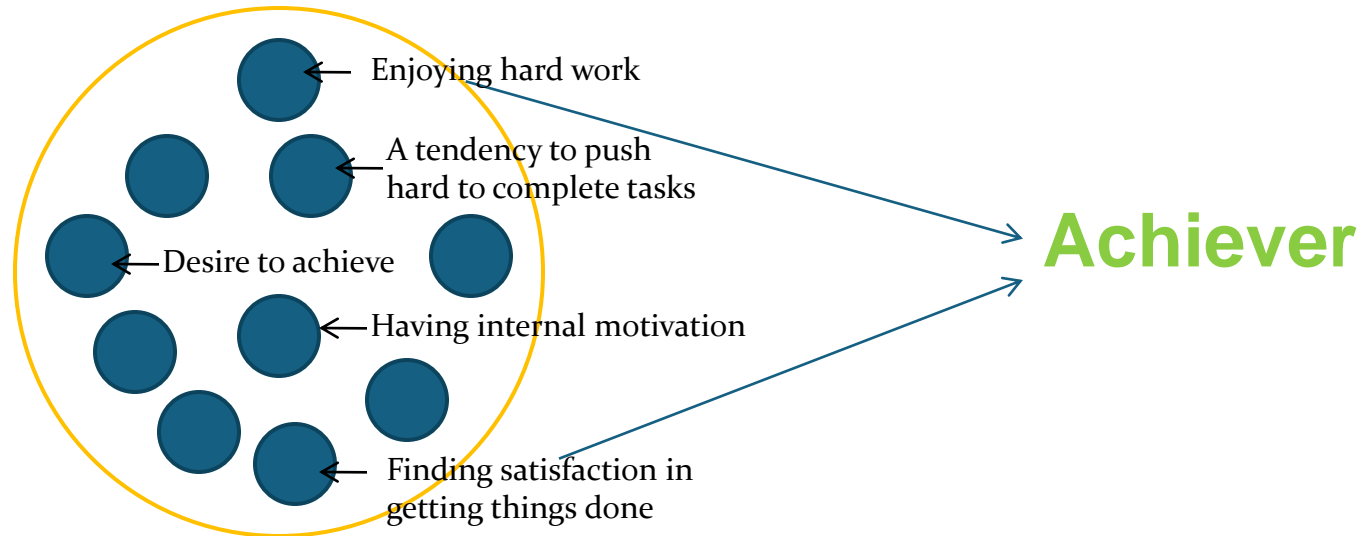 Enjoying hard work
A tendency to push
hard to complete tasks
Achiever
Desire to achieve
Having internal motivation
Finding satisfaction in
getting things done